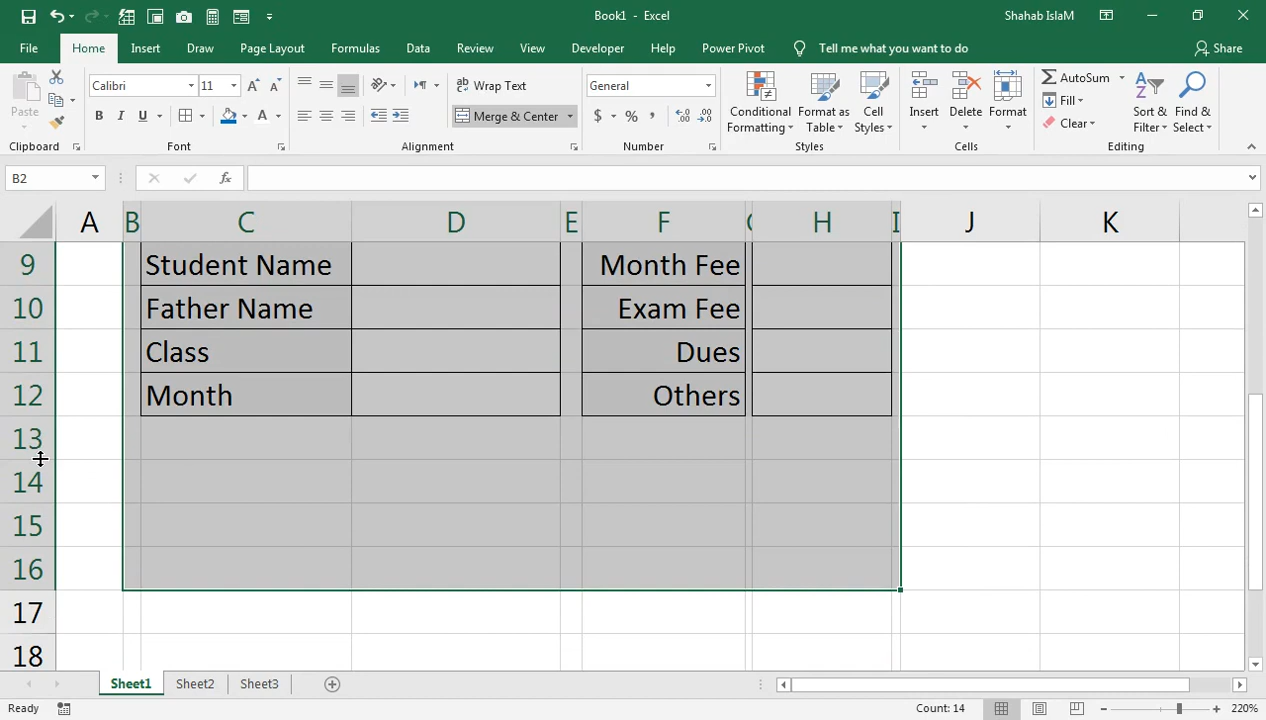 Book1 - Excel
Shahab IslaM
File Home Insert Draw Page Layout Formulas Data Review View Developer Help Power Pivot Tell me what you want to do Share
Paste
Clipboard
Calibri 11
B I U
Font
Wrap Text
Merge & Center
Alignment
General
$ % ,
Number
Conditional Formatting
Format as Table
Cell Styles
Styles
Insert
Delete
Format
Cells
AutoSum
Fill
Clear
Sort & Filter
Find & Select
Editing
B2 fx
A B C D E F G H I J K
9 Student Name Month Fee
10 Father Name Exam Fee
11 Class Dues
12 Month Others
13
14
15
16
17
18
Sheet1 Sheet2 Sheet3
Ready Count: 14 220%